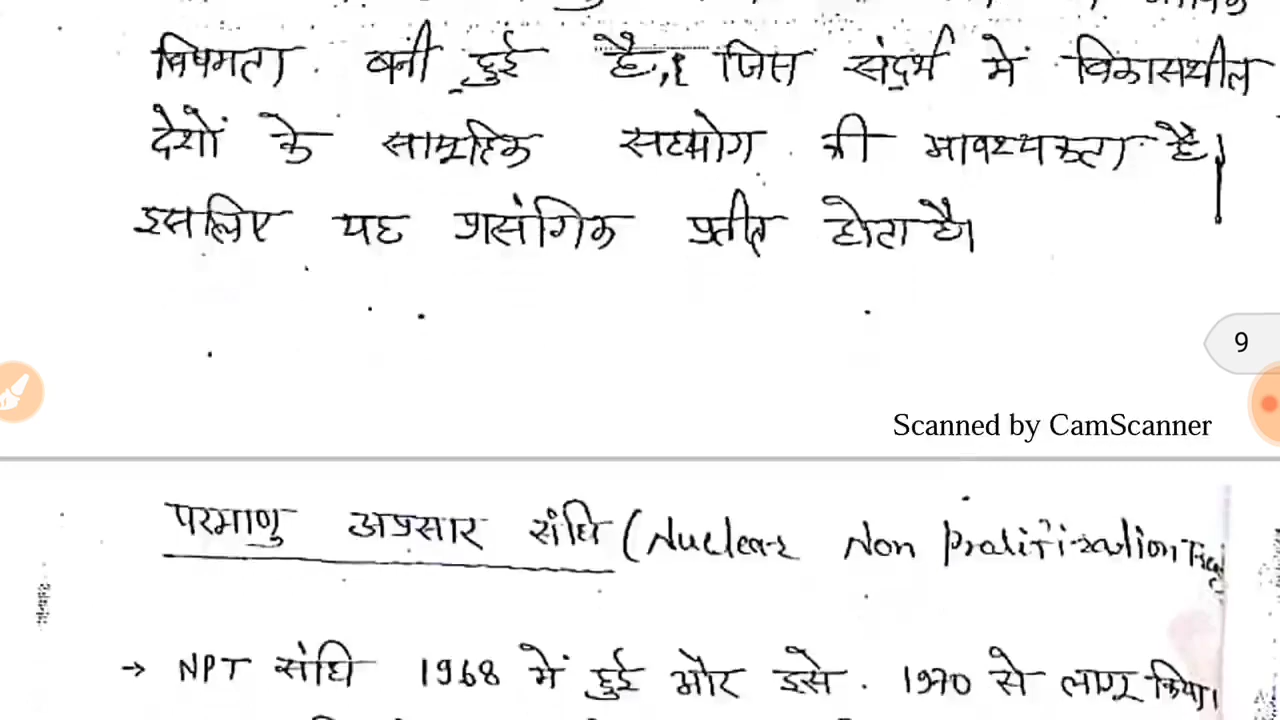 विषमता बनी हुई है, जिस संदर्भ में विकासशील
देशों के सामूहिक सहयोग की आवश्यकता है।
इसलिए यह प्रासंगिक प्रतीत होता है।
9
Scanned by CamScanner
परमाणु अप्रसार संधि (Nuclear Non
→ NPT संधि 1968 में हुई और इसे 1970 से लागू किया।